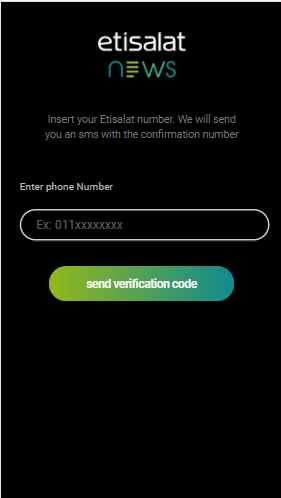 etisalat
news
Insert your Etisalat number. We will send
you an sms with the confirmation number
Enter phone Number
Ex: 011xxxxxxxx
send verification code